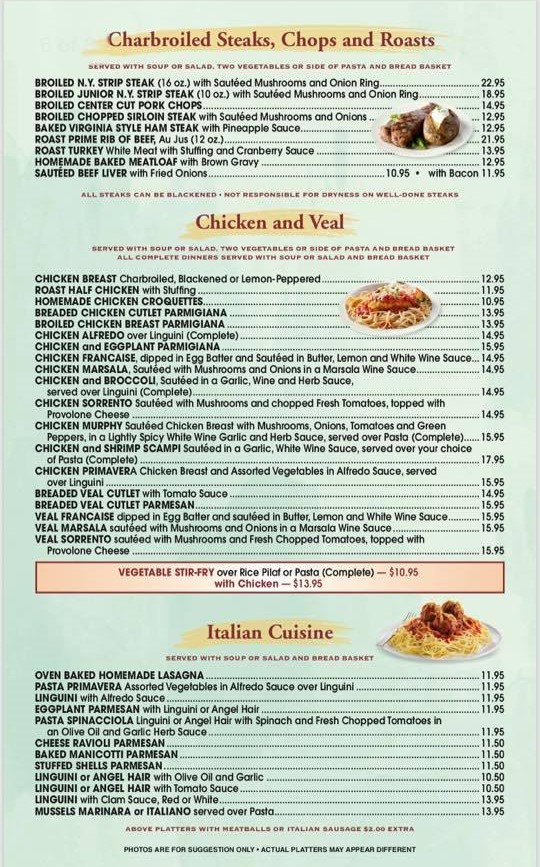 Charbroiled Steaks, Chops and Roasts
SERVED WITH SOUP OR SALAD, TWO VEGETABLES OR SIDE OF PASTA AND BREAD BASKET
BROILED N.Y. STRIP STEAK (16 oz.) with Sautéed Mushrooms and Onion Ring 22.95
BROILED JUNIOR N.Y. STRIP STEAK (10 oz.) with Sautéed Mushrooms and Onion Ring 18.95
BROILED CENTER CUT PORK CHOPS 14.95
BROILED CHOPPED SIRLOIN STEAK with Sautéed Mushrooms and Onions 12.95
BAKED VIRGINIA STYLE HAM STEAK with Pineapple Sauce 12.95
ROAST PRIME RIB OF BEEF, Au Jus (12 oz.) 21.95
ROAST TURKEY White Meat with Stuffing and Cranberry Sauce 13.95
HOMEMADE BAKED MEATLOAF with Brown Gravy 12.95
SAUTÉED BEEF LIVER with Fried Onions 10.95 • with Bacon 11.95
ALL STEAKS CAN BE BLACKENED • NOT RESPONSIBLE FOR DRYNESS ON WELL-DONE STEAKS
Chicken and Veal
SERVED WITH SOUP OR SALAD, TWO VEGETABLES OR SIDE OF PASTA AND BREAD BASKET
ALL COMPLETE DINNERS SERVED WITH SOUP OR SALAD AND BREAD BASKET
CHICKEN BREAST Charbroiled, Blackened or Lemon-Peppered 12.95
ROAST HALF CHICKEN with Stuffing 11.95
HOMEMADE CHICKEN CROQUETTES 10.95
BREADED CHICKEN CUTLET PARMIGIANA 13.95
BROILED CHICKEN BREAST PARMIGIANA 13.95
CHICKEN ALFREDO over Linguini (Complete) 14.95
CHICKEN and EGGPLANT PARMIGIANA 15.95
CHICKEN FRANCAISE, dipped in Egg Batter and Sautéed in Butter, Lemon and White Wine Sauce 14.95
CHICKEN MARSALA, Sautéed with Mushrooms and Onions in a Marsala Wine Sauce 14.95
CHICKEN and BROCCOLI, Sautéed in a Garlic, Wine and Herb Sauce,
served over Linguini (Complete) 14.95
CHICKEN SORRENTO Sautéed with Mushrooms and chopped Fresh Tomatoes, topped with
Provolone Cheese 14.95
CHICKEN MURPHY Sautéed Chicken Breast with Mushrooms, Onions, Tomatoes and Green
Peppers, in a Lightly Spicy White Wine Garlic and Herb Sauce, served over Pasta (Complete) 15.95
CHICKEN and SHRIMP SCAMPI Sautéed in a Garlic, White Wine Sauce, served over your choice
of Pasta (Complete) 17.95
CHICKEN PRIMAVERA Chicken Breast and Assorted Vegetables in Alfredo Sauce, served
over Linguini 15.95
BREADED VEAL CUTLET with Tomato Sauce 14.95
BREADED VEAL CUTLET PARMESAN 15.95
VEAL FRANCAISE dipped in Egg Batter and sautéed in Butter, Lemon and White Wine Sauce 15.95
VEAL MARSALA sautéed with Mushrooms and Onions in a Marsala Wine Sauce 15.95
VEAL SORRENTO sautéed with Mushrooms and Fresh Chopped Tomatoes, topped with
Provolone Cheese 15.95
VEGETABLE STIR-FRY over Rice Pilaf or Pasta (Complete) — $10.95
with Chicken — $13.95
Italian Cuisine
SERVED WITH SOUP OR SALAD AND BREAD BASKET
OVEN BAKED HOMEMADE LASAGNA 11.95
PASTA PRIMAVERA Assorted Vegetables in Alfredo Sauce over Linguini 11.95
LINGUINI with Alfredo Sauce 11.95
EGGPLANT PARMESAN with Linguini or Angel Hair 11.95
PASTA SPINACCIOLA Linguini or Angel Hair with Spinach and Fresh Chopped Tomatoes in
an Olive Oil and Garlic Herb Sauce 11.95
CHEESE RAVIOLI PARMESAN 11.50
BAKED MANICOTTI PARMESAN 11.50
STUFFED SHELLS PARMESAN 11.50
LINGUINI or ANGEL HAIR with Olive Oil and Garlic 10.50
LINGUINI or ANGEL HAIR with Tomato Sauce 10.50
LINGUINI with Clam Sauce, Red or White 13.95
MUSSELS MARINARA or ITALIANO served over Pasta 13.95
ABOVE PLATTERS WITH MEATBALLS OR ITALIAN SAUSAGE $2.00 EXTRA
PHOTOS ARE FOR SUGGESTION ONLY • ACTUAL PLATTERS MAY APPEAR DIFFERENT